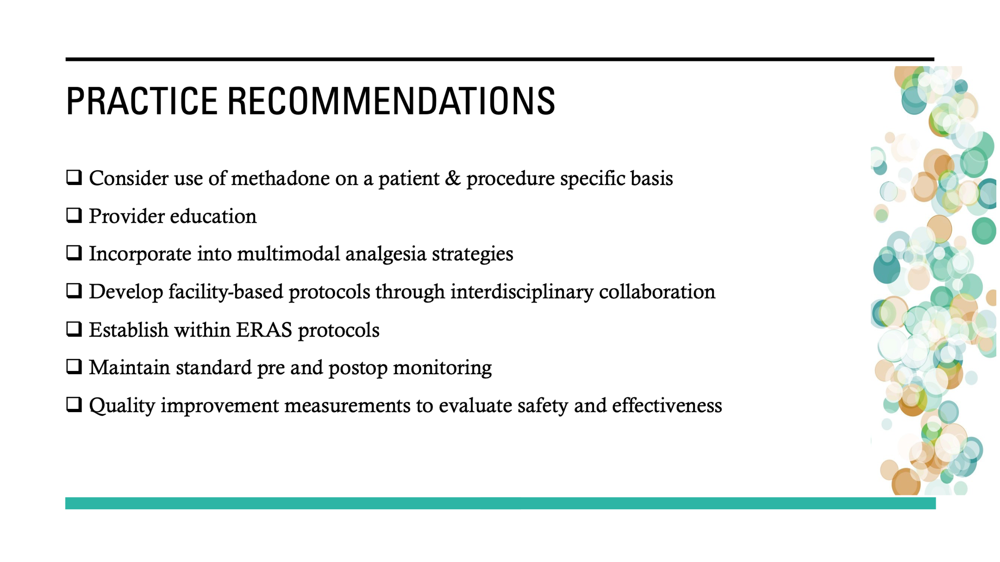 PRACTICE RECOMMENDATIONS
❑ Consider use of methadone on a patient & procedure specific basis
❑ Provider education
❑ Incorporate into multimodal analgesia strategies
❑ Develop facility-based protocols through interdisciplinary collaboration
❑ Establish within ERAS protocols
❑ Maintain standard pre and postop monitoring
❑ Quality improvement measurements to evaluate safety and effectiveness